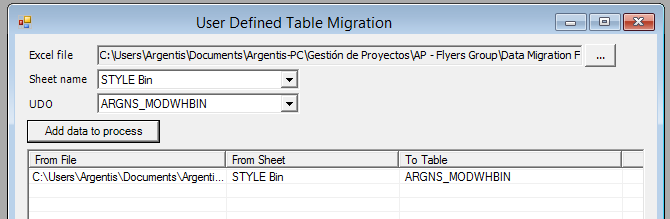 User Defined Table Migration
Excel file C:\Users\Argentis\Documents\Argentis-PC\Gestión de Proyectos\AP - Flyers Group\Data Migration F ...
Sheet name STYLE Bin
UDO ARGNS_MODWHBIN
Add data to process
From File From Sheet To Table
C:\Users\Argentis\Documents\Argenti... STYLE Bin ARGNS_MODWHBIN